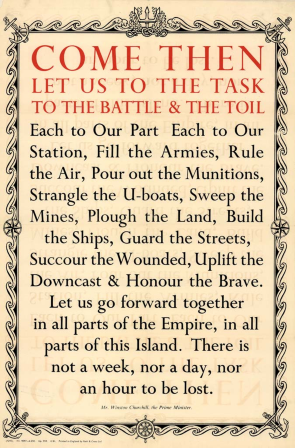 COME THEN
LET US TO THE TASK
TO THE BATTLE & THE TOIL
Each to Our Part Each to Our
Station, Fill the Armies, Rule
the Air, Pour out the Munitions,
Strangle the U-boats, Sweep the
Mines, Plough the Land, Build
the Ships, Guard the Streets,
Succour the Wounded, Uplift the
Downcast & Honour the Brave.
Let us go forward together
in all parts of the Empire, in all
parts of this Island. There is
not a week, nor a day, nor
an hour to be lost.
Mr. Winston Churchill, the Prime Minister.